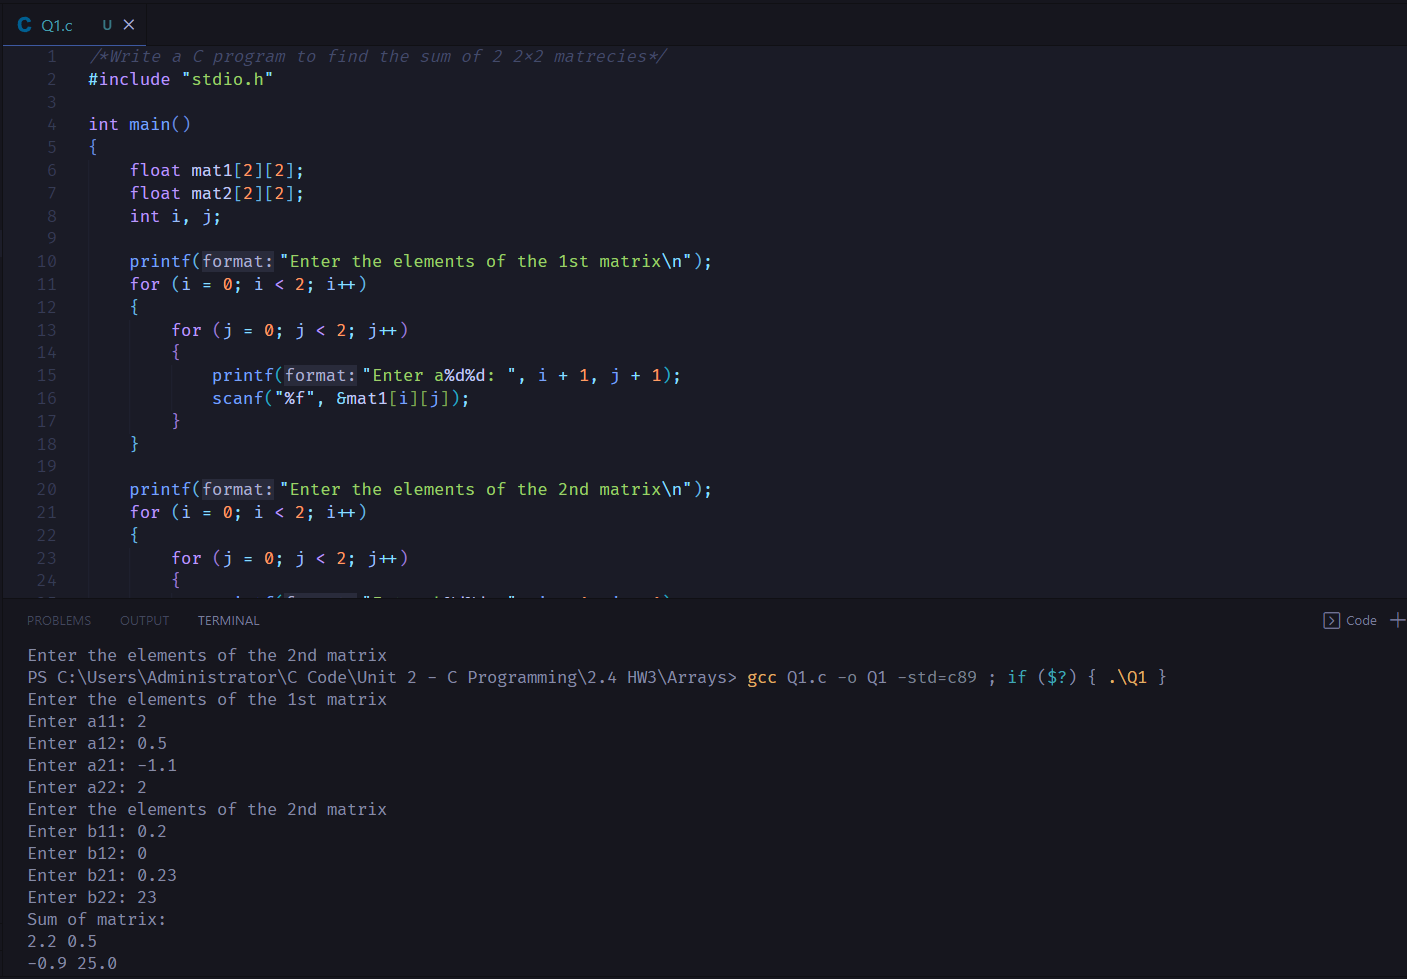 C Q1.c U ×
1 /*Write a C program to find the sum of 2 2×2 matrecies*/
2 #include "stdio.h"
3
4 int main()
5 {
6 float mat1[2][2];
7 float mat2[2][2];
8 int i, j;
9
10 printf(format:"Enter the elements of the 1st matrix\n");
11 for (i = 0; i < 2; i++)
12 {
13 for (j = 0; j < 2; j++)
14 {
15 printf(format:"Enter a%d%d: ", i + 1, j + 1);
16 scanf("%f", &mat1[i][j]);
17 }
18 }
19
20 printf(format:"Enter the elements of the 2nd matrix\n");
21 for (i = 0; i < 2; i++)
22 {
23 for (j = 0; j < 2; j++)
24 {
PROBLEMS OUTPUT TERMINAL Code +
Enter the elements of the 2nd matrix
PS C:\Users\Administrator\C Code\Unit 2 - C Programming\2.4 HW3\Arrays> gcc Q1.c -o Q1 -std=c89 ; if ($?) { .\Q1 }
Enter the elements of the 1st matrix
Enter a11: 2
Enter a12: 0.5
Enter a21: -1.1
Enter a22: 2
Enter the elements of the 2nd matrix
Enter b11: 0.2
Enter b12: 0
Enter b21: 0.23
Enter b22: 23
Sum of matrix:
2.2 0.5
-0.9 25.0